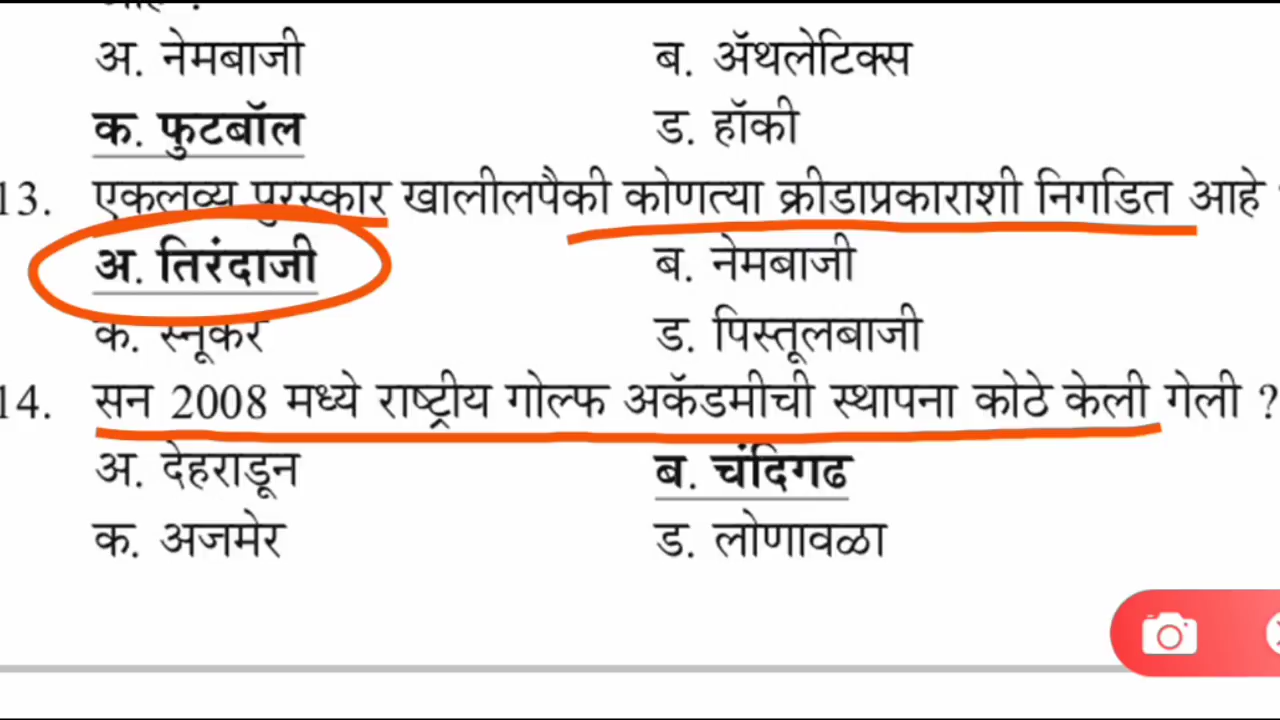 अ. नेमबाजी ब. ॲथलेटिक्स
क. फुटबॉल ड. हॉकी
13. एकलव्य पुरस्कार खालीलपैकी कोणत्या क्रीडाप्रकाराशी निगडित आहे
अ. तिरंदाजी ब. नेमबाजी
क. स्नूकर ड. पिस्तूलबाजी
14. सन 2008 मध्ये राष्ट्रीय गोल्फ अकॅडमीची स्थापना कोठे केली गेली ?
अ. देहराडून ब. चंदिगढ
क. अजमेर ड. लोणावळा